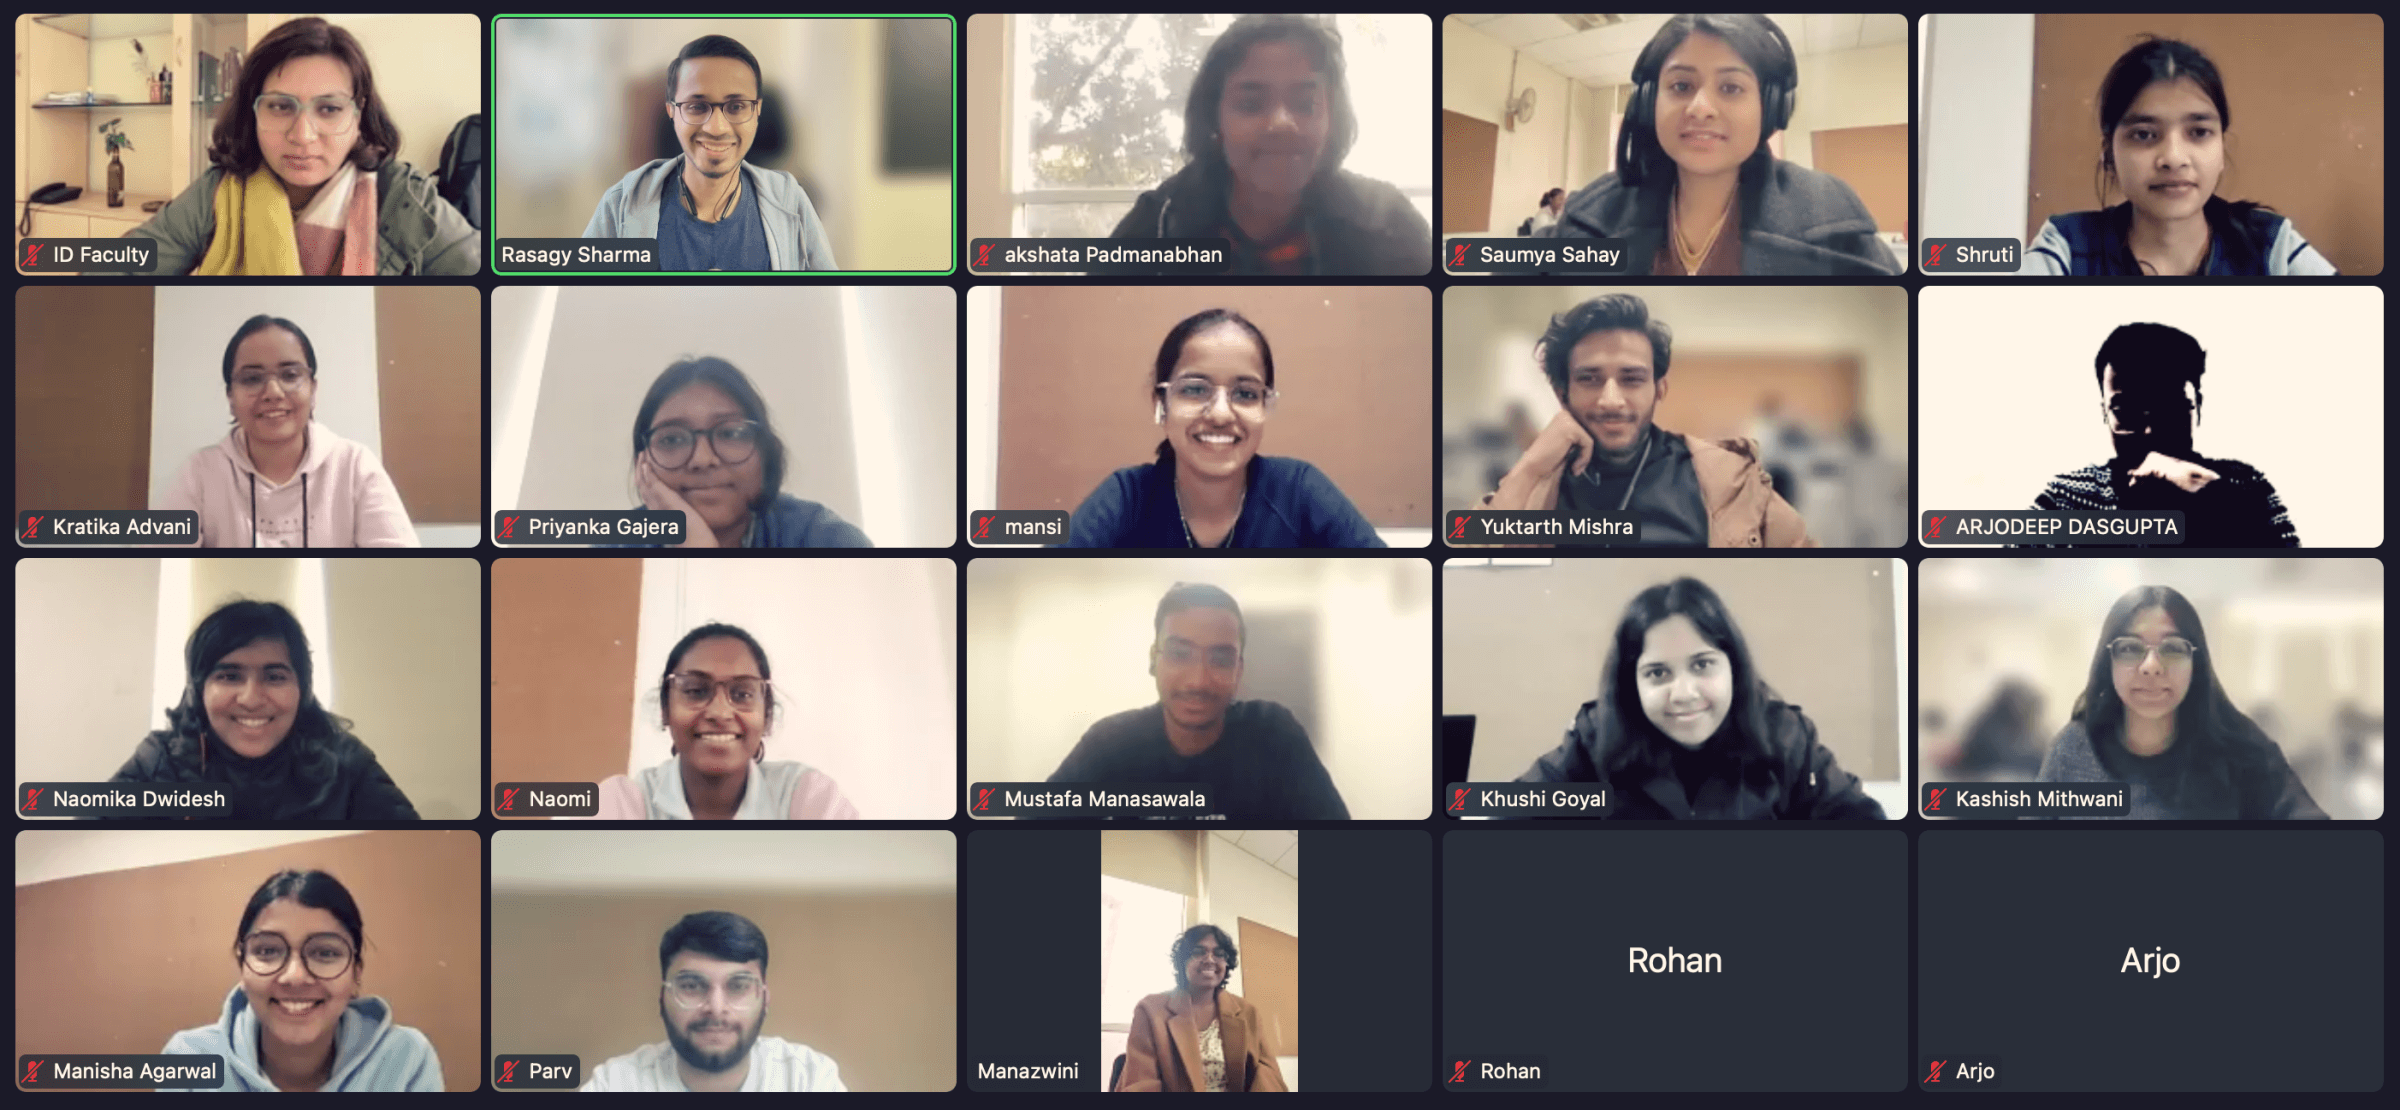 ID Faculty
Rasagy Sharma
akshata Padmanabhan
Saumya Sahay
Shruti
Kratika Advani
Priyanka Gajera
mansi
Yuktarth Mishra
ARJODEEP DASGUPTA
Naomika Dwidesh
Naomi
Mustafa Manasawala
Khushi Goyal
Kashish Mithwani
Manisha Agarwal
Parv
Manazwini
Rohan
Rohan
Arjo
Arjo